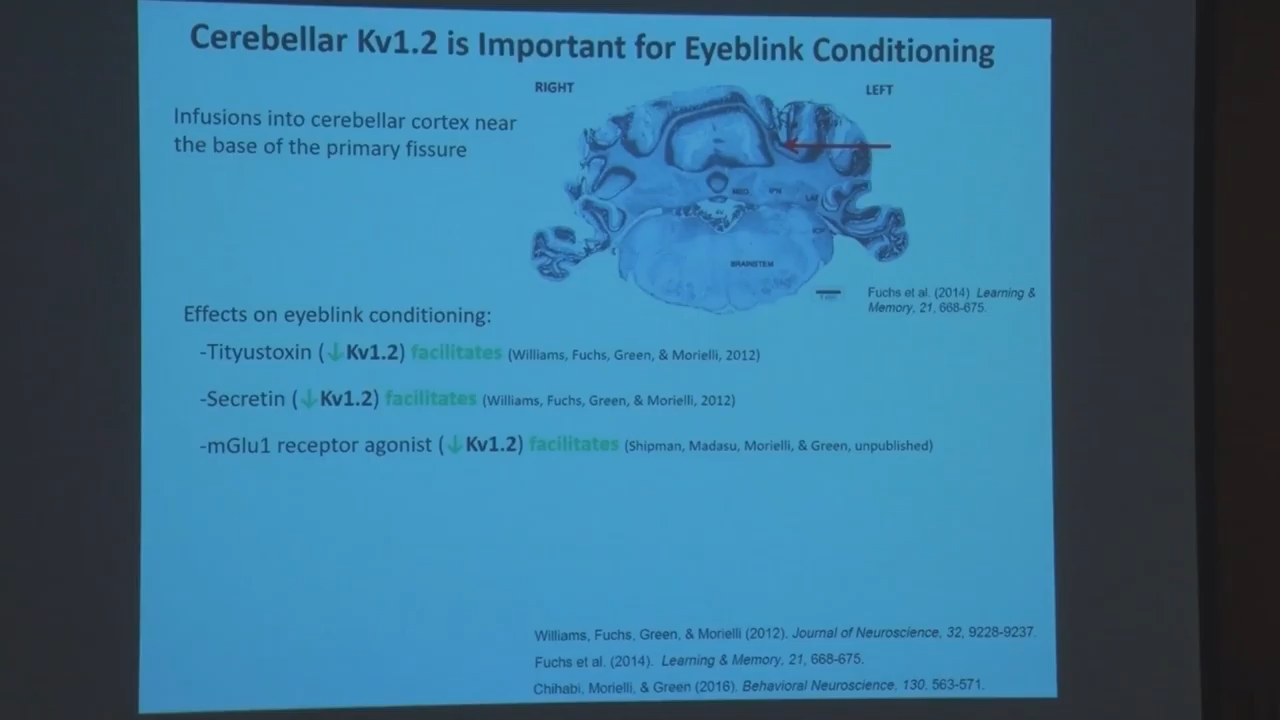 Cerebellar Kv1.2 is Important for Eyeblink Conditioning
RIGHT
LEFT
Infusions into cerebellar cortex near
the base of the primary fissure
MED
IPN
LAT
BRAINSTEM
Fuchs et al. (2014) Learning &
Memory, 21, 668-675.
Effects on eyeblink conditioning:
-Tityustoxin (↓Kv1.2) facilitates (Williams, Fuchs, Green, & Morielli, 2012)
-Secretin (↓Kv1.2) facilitates (Williams, Fuchs, Green, & Morielli, 2012)
-mGlu1 receptor agonist (↓Kv1.2) facilitates (Shipman, Madasu, Morielli, & Green, unpublished)
Williams, Fuchs, Green, & Morielli (2012). Journal of Neuroscience, 32, 9228-9237.
Fuchs et al. (2014). Learning & Memory, 21, 668-675.
Chihabi, Morielli, & Green (2016). Behavioral Neuroscience, 130, 563-571.